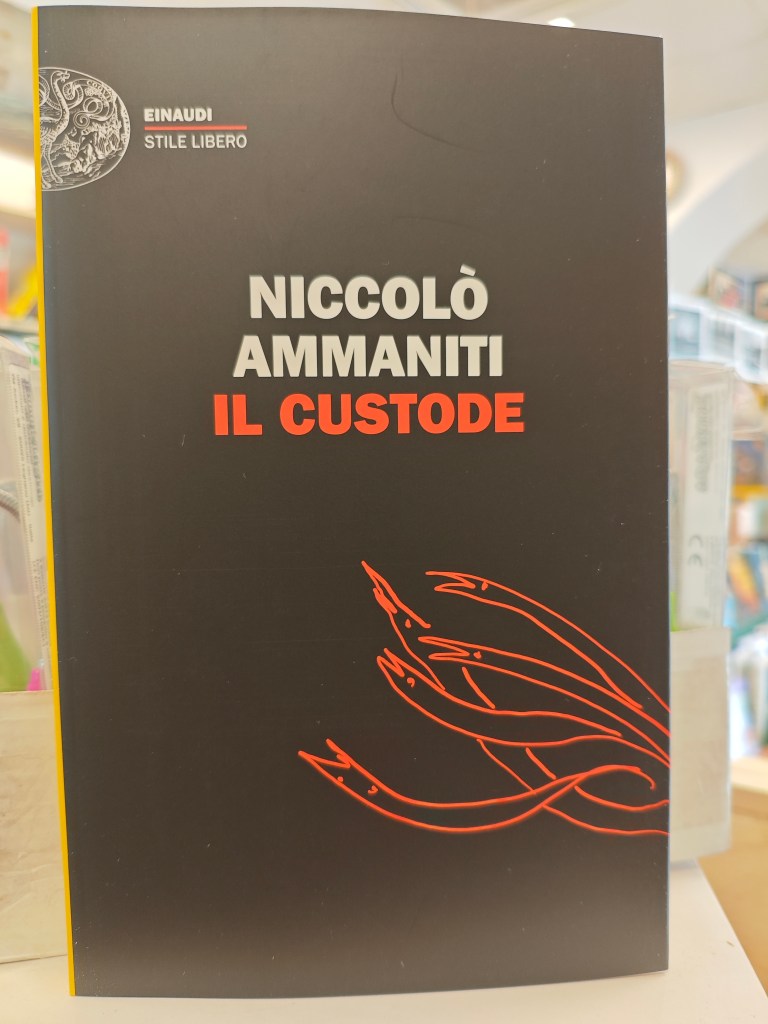 EINAUDI
STILE LIBERO
NICCOLÒ
AMMANITI
IL CUSTODE